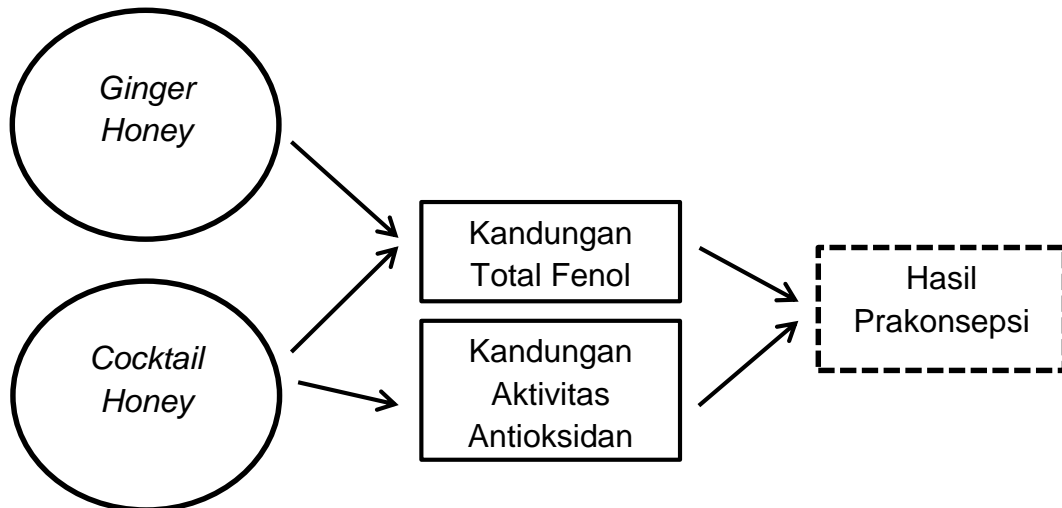 Ginger
Honey
Cocktail
Honey
Kandungan
Total Fenol
Kandungan
Aktivitas
Antioksidan
Hasil
Prakonsepsi